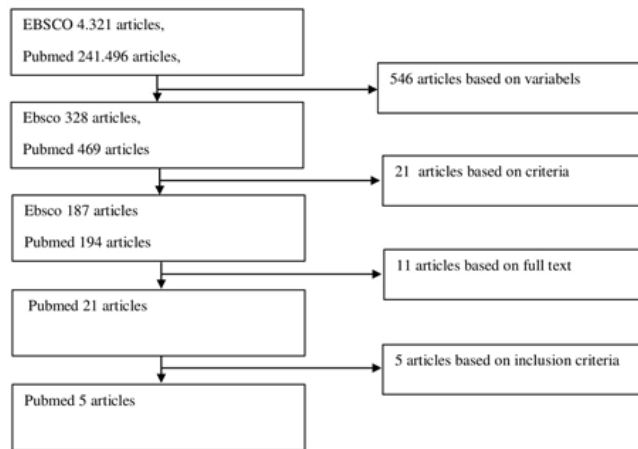 EBSCO 4.321 articles,
Pubmed 241.496 articles,
546 articles based on variabels
Ebsco 328 articles,
Pubmed 469 articles
21 articles based on criteria
Ebsco 187 articles
Pubmed 194 articles
11 articles based on full text
Pubmed 21 articles
5 articles based on inclusion criteria
Pubmed 5 articles